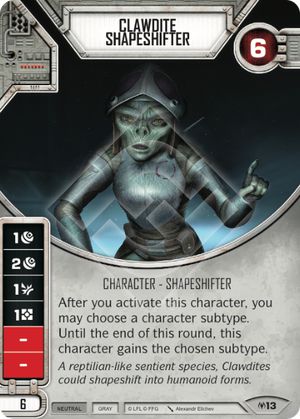 CLAWDITE
SHAPESHIFTER
6
1
2
1
1
-
-
CHARACTER - SHAPESHIFTER
After you activate this character, you
may choose a character subtype.
Until the end of this round, this
character gains the chosen subtype.
A reptilian-like sentient species, Clawdites
could shapeshift into humanoid forms.
6
NEUTRAL
GRAY
© LFL © FFG
Alexandr Elichev
13